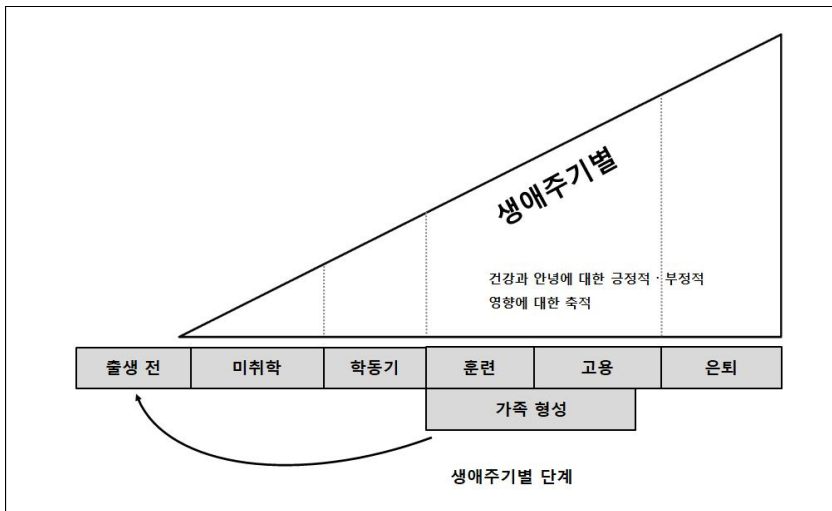 생애주기별
건강과 안녕에 대한 긍정적 · 부정적
영향에 대한 축적
출생 전 미취학 학동기 훈련 고용 은퇴
가족 형성
생애주기별 단계